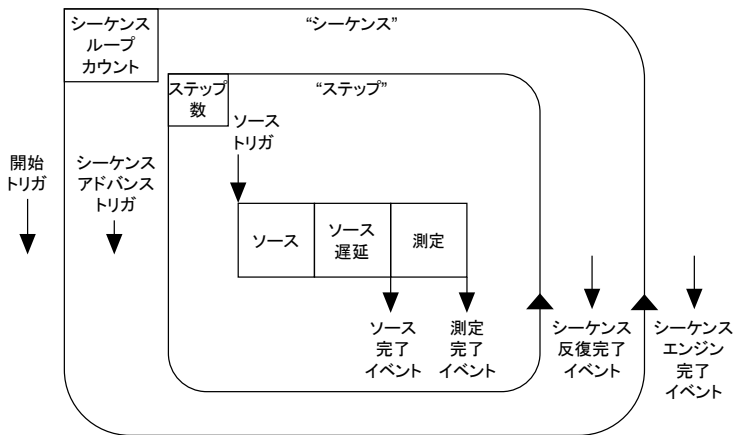 シーケンス
ループ
カウント
“シーケンス”
ステップ
数
“ステップ”
ソース
トリガ
開始
トリガ
シーケンス
アドバンス
トリガ
ソース
ソース
遅延
測定
ソース
完了
イベント
測定
完了
イベント
シーケンス
反復完了
イベント
シーケンス
エンジン
完了
イベント